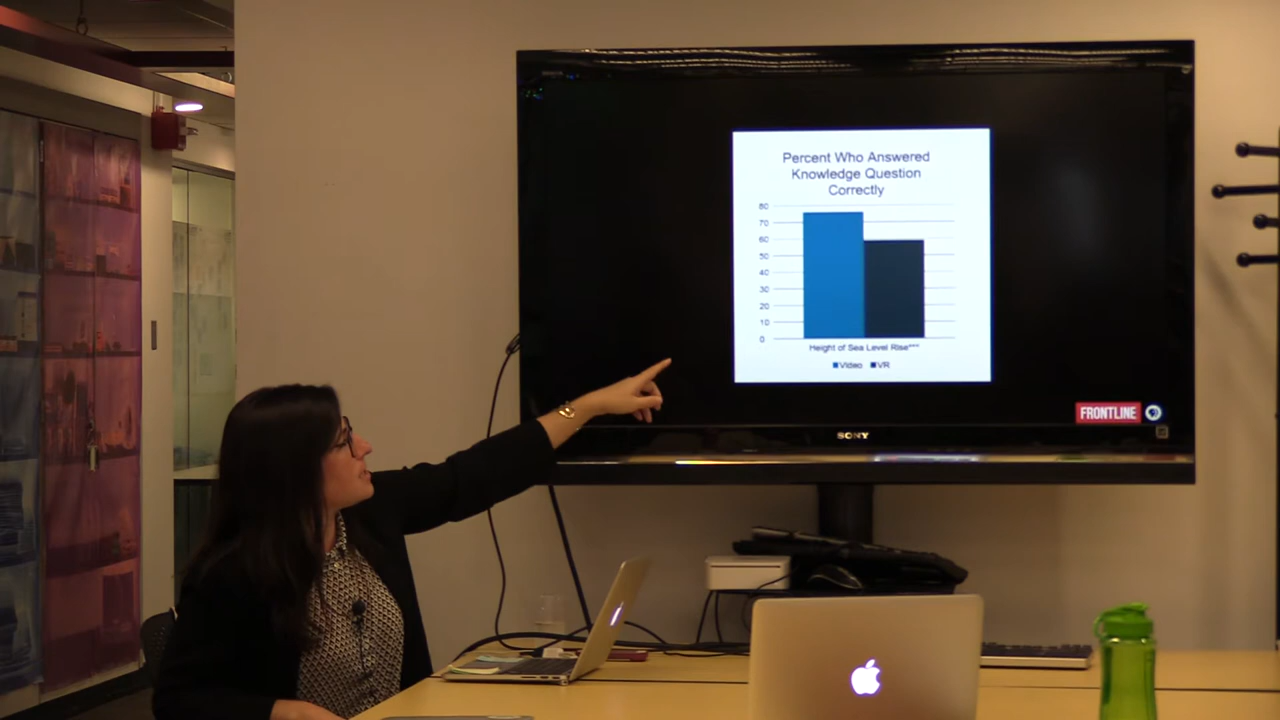 Percent Who Answered
Knowledge Question
Correctly
80
70
60
50
40
30
20
10
0
Height of Sea Level Rise***
Video VR
FRONTLINE
SONY